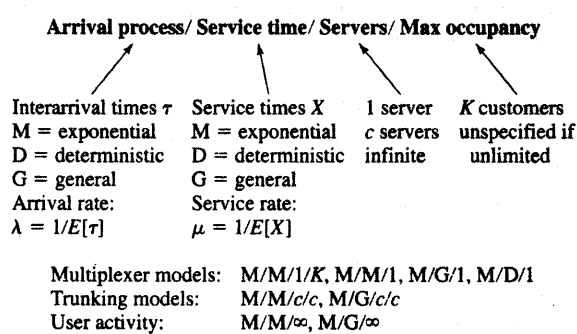 Arrival process/ Service time/ Servers/ Max occupancy
Interarrival times τ Service times X 1 server K customers
M = exponential M = exponential c servers unspecified if
D = deterministic D = deterministic infinite unlimited
G = general G = general
Arrival rate: Service rate:
λ = 1/E[τ] μ = 1/E[X]
Multiplexer models: M/M/1/K, M/M/1, M/G/1, M/D/1
Trunking models: M/M/c/c, M/G/c/c
User activity: M/M/∞, M/G/∞